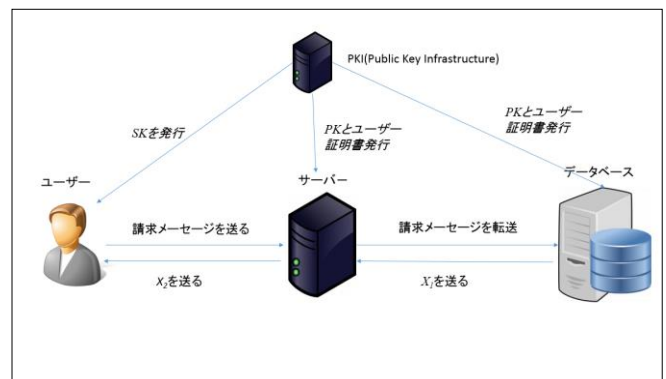 PKI(Public Key Infrastructure)
SKを発行
PKとユーザー
証明書発行
PKとユーザー
証明書発行
ユーザー
サーバー
データベース
請求メッセージを送る
請求メッセージを転送
X₂を送る
X₁を送る